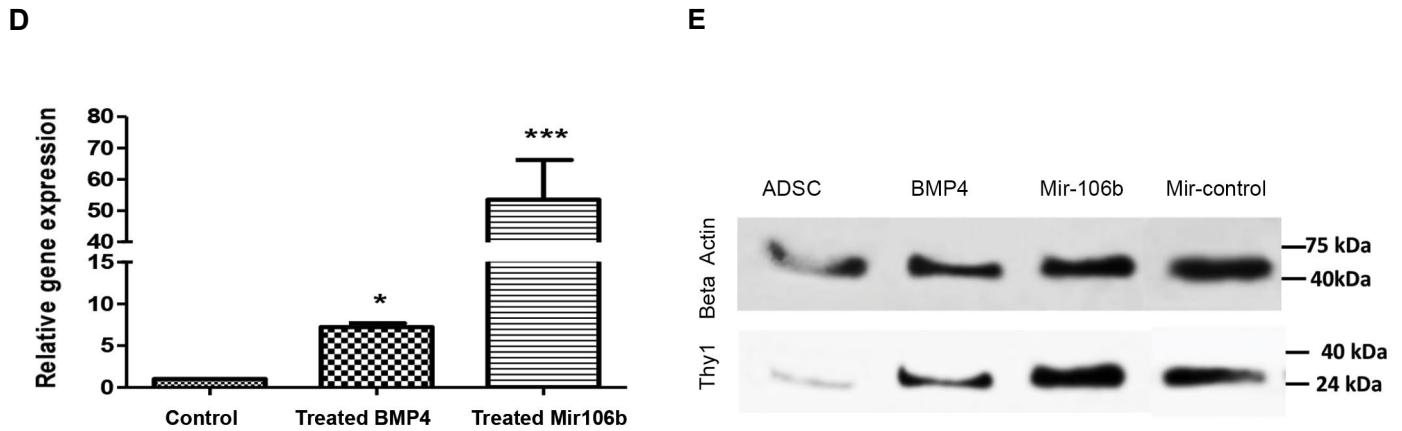 D
Relative gene expression
80
70
60
50
40
15
10
5
0
*
***
Control
Treated BMP4
Treated Mir106b
E
ADSC
BMP4
Mir-106b
Mir-control
Beta Actin
75 kDa
40kDa
Thy1
40 kDa
24 kDa